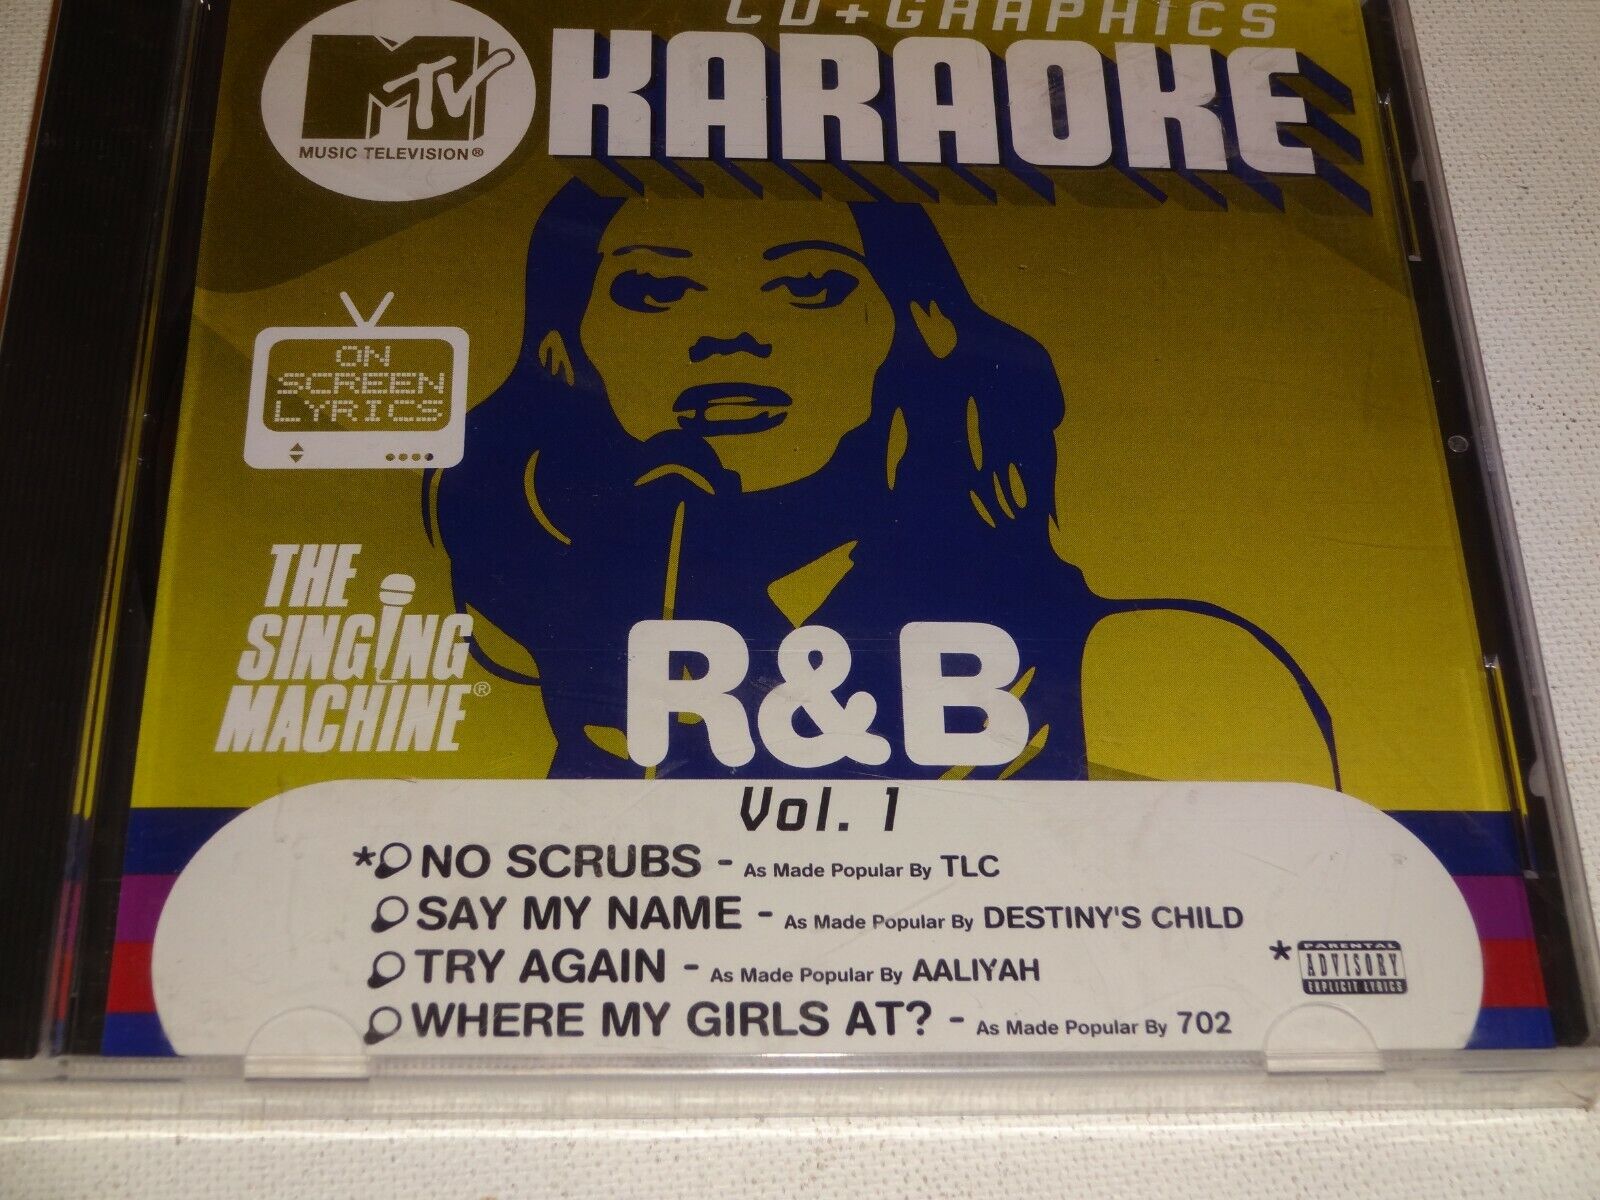 CD+GRAPHICS
KARAOKE
MTV
MUSIC TELEVISION®
ON
SCREEN
LYRICS
THE
SINGING
MACHINE®
R&B
Vol. 1
*NO SCRUBS - As Made Popular By TLC
SAY MY NAME - As Made Popular By DESTINY'S CHILD
TRY AGAIN - As Made Popular By AALIYAH
WHERE MY GIRLS AT? - As Made Popular By 702
*
PARENTAL
ADVISORY
EXPLICIT LYRICS